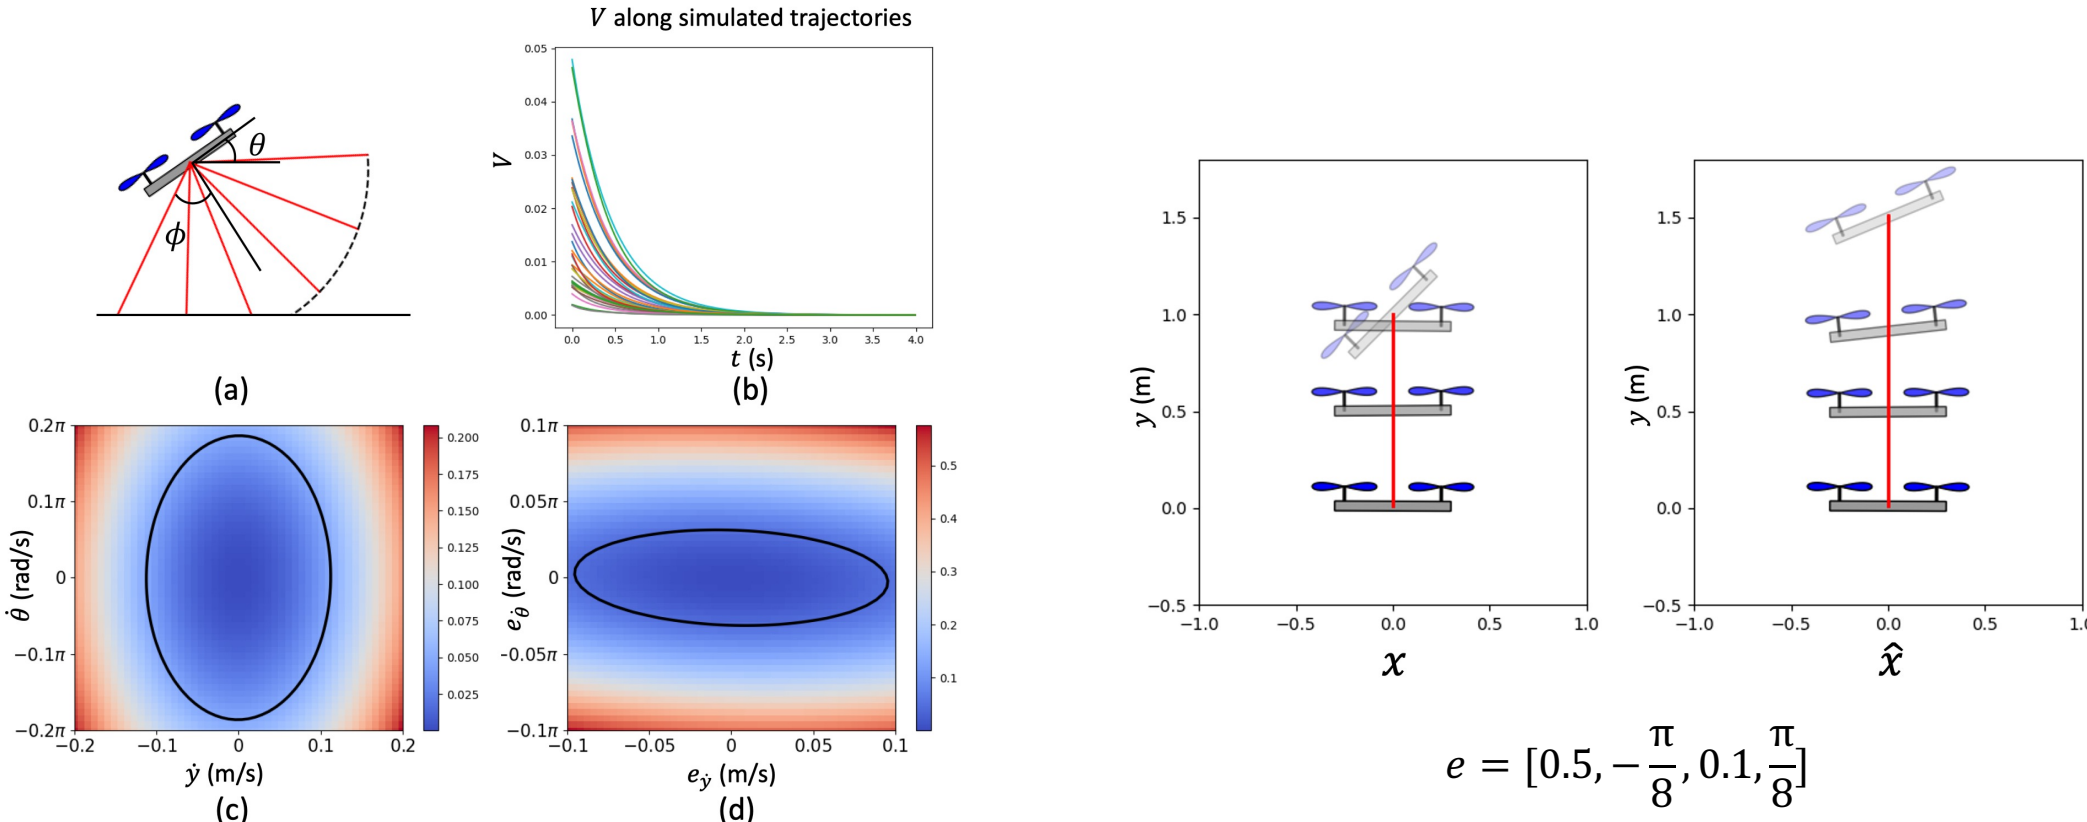 θ
ϕ
(a)
V along simulated trajectories
0.05
0.04
0.03
0.02
0.01
0.00
V
0.0 0.5 1.0 1.5 2.0 2.5 3.0 3.5 4.0
t (s)
(b)
0.2π
0.1π
0
−0.1π
−0.2π
θ̇ (rad/s)
−0.2 −0.1 0 0.1 0.2
ẏ (m/s)
0.200
0.175
0.150
0.125
0.100
0.075
0.050
0.025
(c)
0.1π
0.05π
0
-0.05π
−0.1π
e_θ̇ (rad/s)
−0.1 −0.05 0 0.05 0.1
e_ẏ (m/s)
0.5
0.4
0.3
0.2
0.1
(d)
1.5
1.0
0.5
0.0
−0.5
y (m)
−1.0 −0.5 0.0 0.5 1.0
x
1.5
1.0
0.5
0.0
−0.5
y (m)
−1.0 −0.5 0.0 0.5
x̂
e = [0.5, −π/8, 0.1, π/8]